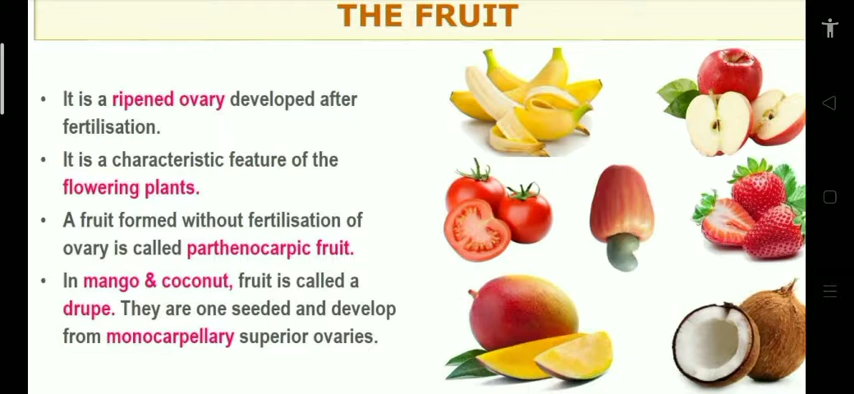 THE FRUIT
• It is a ripened ovary developed after
fertilisation.
• It is a characteristic feature of the
flowering plants.
• A fruit formed without fertilisation of
ovary is called parthenocarpic fruit.
• In mango & coconut, fruit is called a
drupe. They are one seeded and develop
from monocarpellary superior ovaries.